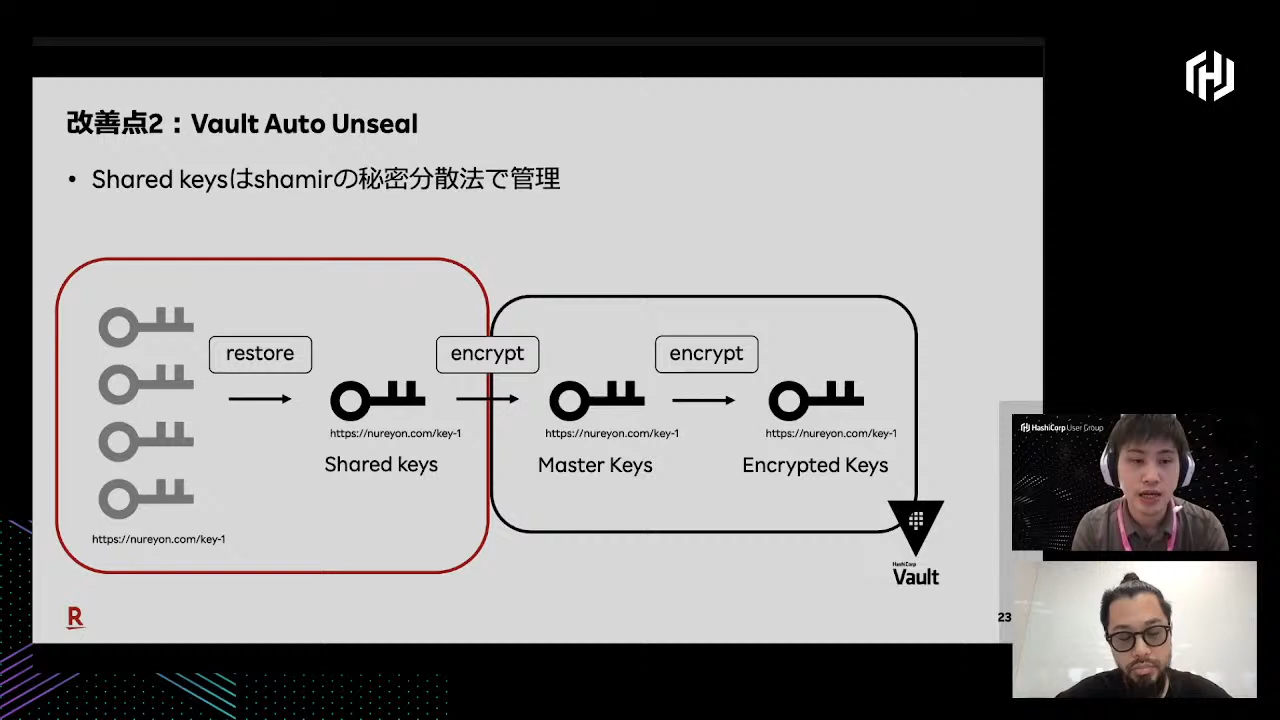 改善点2：Vault Auto Unseal
• Shared keysはshamirの秘密分散法で管理
restore
encrypt
encrypt
https://nureyon.com/key-1
https://nureyon.com/key-1
https://nureyon.com/key-1
Shared keys
Master Keys
Encrypted Keys
https://nureyon.com/key-1
HashiCorp
Vault
R
23
HashiCorp User Group